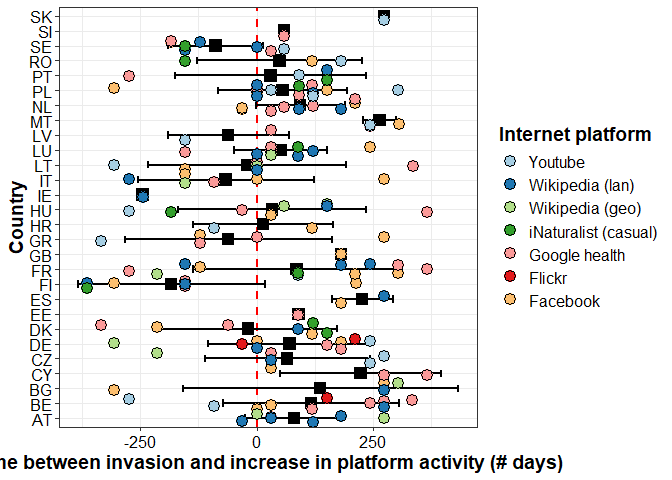 SK
SI
SE
RO
PT
PL
NL
MT
LV
LU
LT
IT
IE
HU
HR
GR
GB
FR
FI
ES
EE
DK
DE
CZ
CY
BG
BE
AT
Country
-250 0 250
me between invasion and increase in platform activity (# days)
Internet platform
Youtube
Wikipedia (lan)
Wikipedia (geo)
iNaturalist (casual)
Google health
Flickr
Facebook